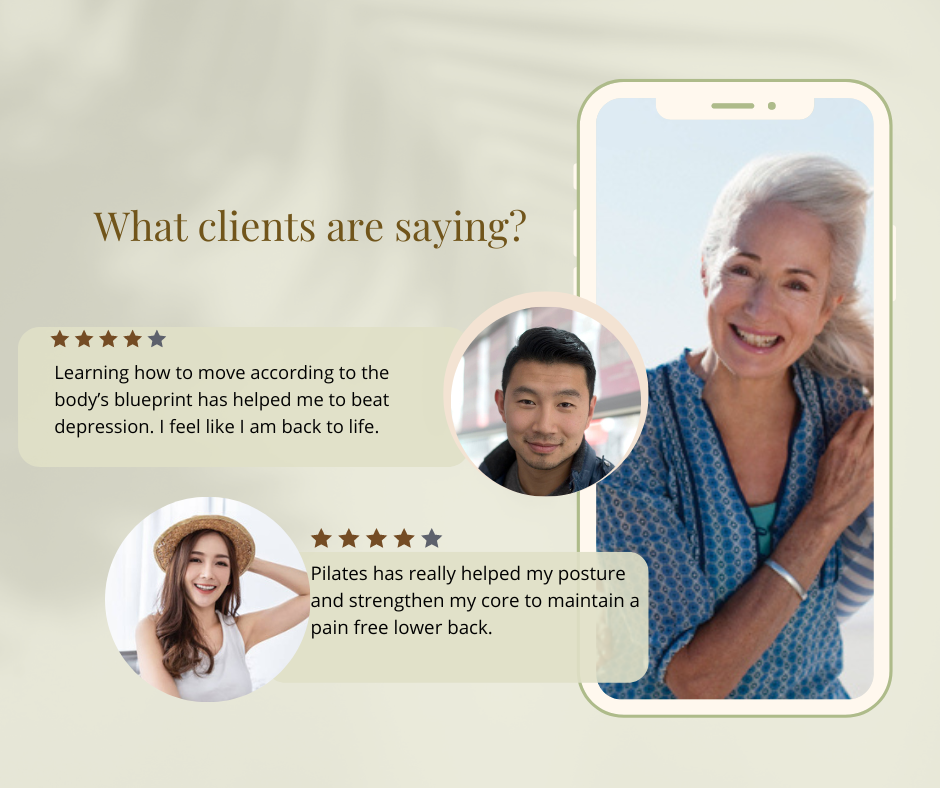 What clients are saying?
Learning how to move according to the
body’s blueprint has helped me to beat
depression. I feel like I am back to life.
Pilates has really helped my posture
and strengthen my core to maintain a
pain free lower back.